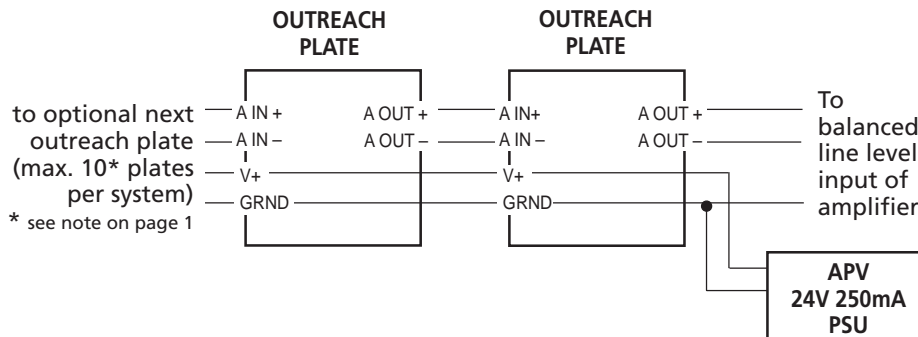 OUTREACH
PLATE
OUTREACH
PLATE
to optional next
outreach plate
(max. 10* plates
per system)
* see note on page 1
A IN +
A IN –
V+
GRND
A OUT +
A OUT –
A IN+
A IN –
V+
GRND
A OUT +
A OUT –
To
balanced
line level
input of
amplifier
APV
24V 250mA
PSU